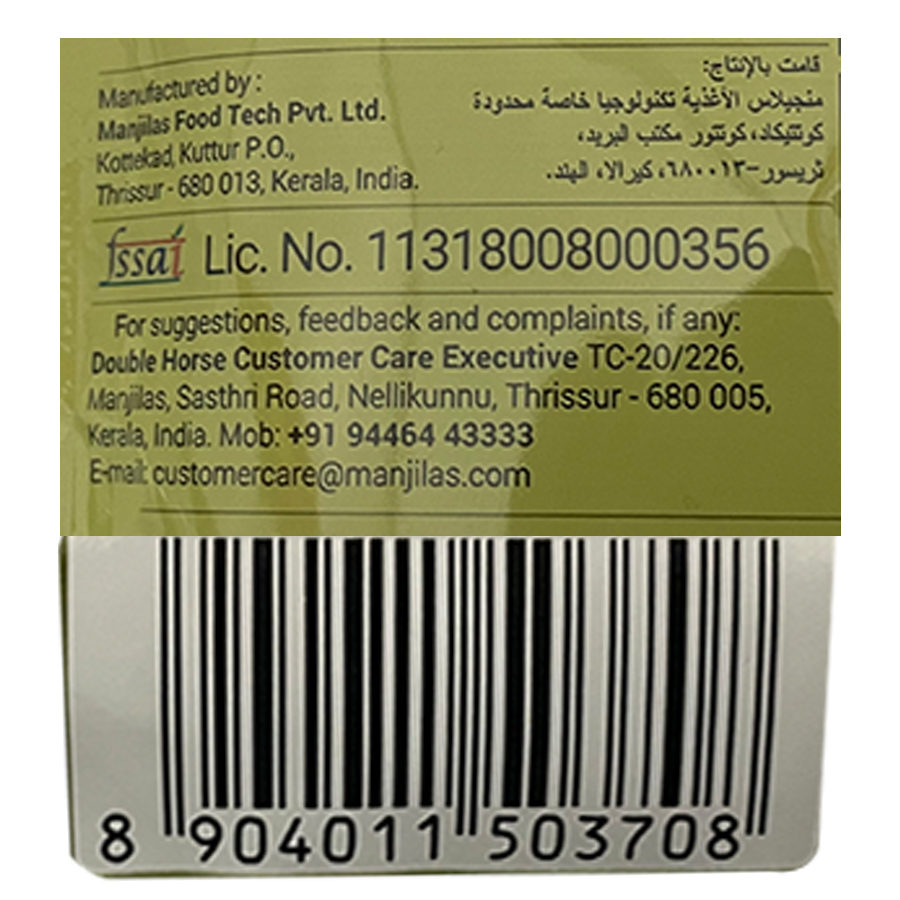 Manufactured by :
Manjilas Food Tech Pvt. Ltd.
Kottekad, Kuttur P.O.,
Thrissur - 680 013, Kerala, India.
قامت بالإنتاج:
منجيلاس الأغذية تكنولوجيا خاصة محدودة
كوتتيكاد، كوتتور مكتب البريد،
ثريسور-٦٨٠٠١٣، كيرالا، الهند.
fssai Lic. No. 11318008000356
For suggestions, feedback and complaints, if any:
Double Horse Customer Care Executive TC-20/226,
Manjilas, Sasthri Road, Nellikunnu, Thrissur - 680 005,
Kerala, India. Mob: +91 94464 43333
E-mail: customercare@manjilas.com
8 904011 503708